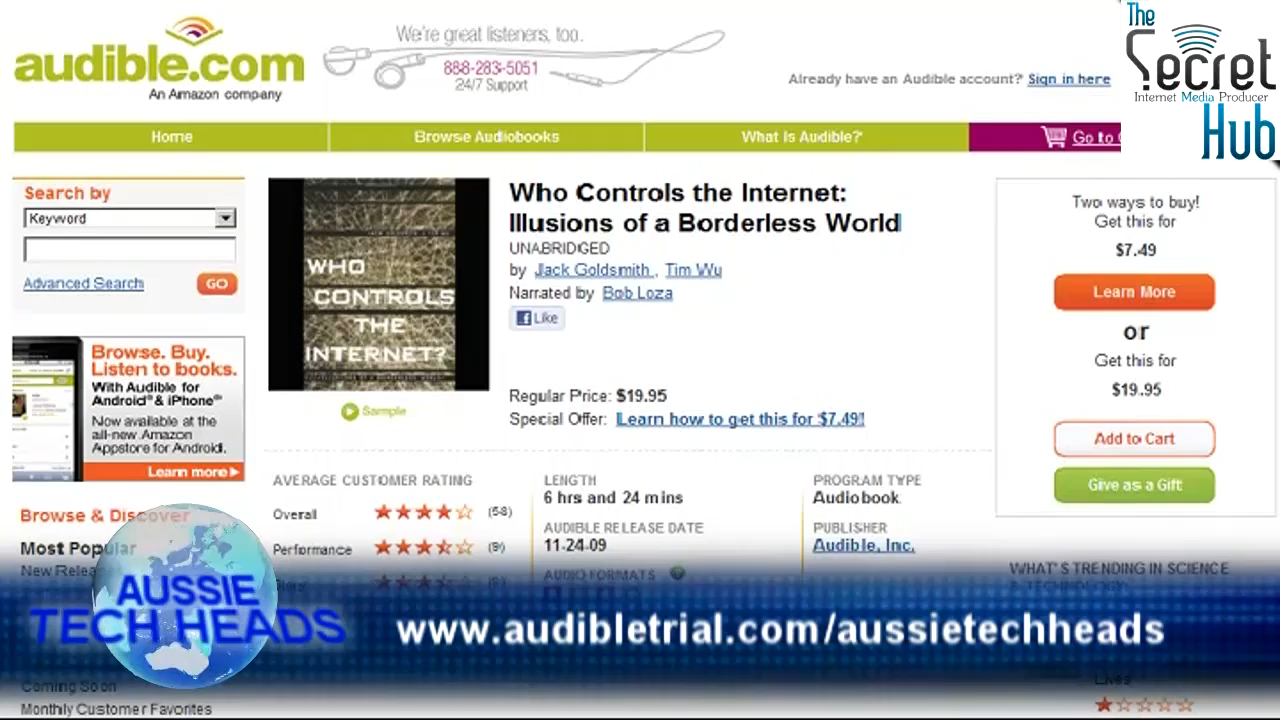 audible.com
An Amazon company
We're great listeners, too.
888-283-5051
24/7 Support
Already have an Audible account? Sign in here
The
Secret
Internet Media Producer
Hub
Home
Browse Audiobooks
What Is Audible?
Go to
Search by
Keyword
Advanced Search
GO
Browse. Buy.
Listen to books.
With Audible for
Android® & iPhone®
Now available at the
all-new Amazon
Appstore for Android.
Learn more
WHO
CONTROLS
THE
INTERNET?
Sample
Who Controls the Internet:
Illusions of a Borderless World
UNABRIDGED
by Jack Goldsmith , Tim Wu
Narrated by Bob Loza
Like
Regular Price: $19.95
Special Offer: Learn how to get this for $7.49!
Two ways to buy!
Get this for
$7.49
Learn More
or
Get this for
$19.95
Add to Cart
Give as a Gift
AVERAGE CUSTOMER RATING
Overall (58)
Performance (9)
Story
LENGTH
6 hrs and 24 mins
AUDIBLE RELEASE DATE
11-24-09
AUDIO FORMATS
PROGRAM TYPE
Audiobook
PUBLISHER
Audible, Inc.
WHAT'S TRENDING IN SCIENCE
& TECHNOLOGY:
Browse & Discover
Most Popular
New Relea
AUSSIE
TECH HEADS
www.audibletrial.com/aussietechheads
Coming Soon
Monthly Customer Favorites